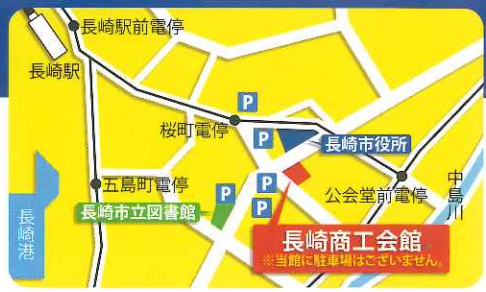 長崎駅前電停
長崎駅
P
桜町電停
P
長崎市役所
五島町電停
P
P
公会堂前電停
中島川
長崎市立図書館
P
長崎港
長崎商工会館
※当館に駐車場はございません。